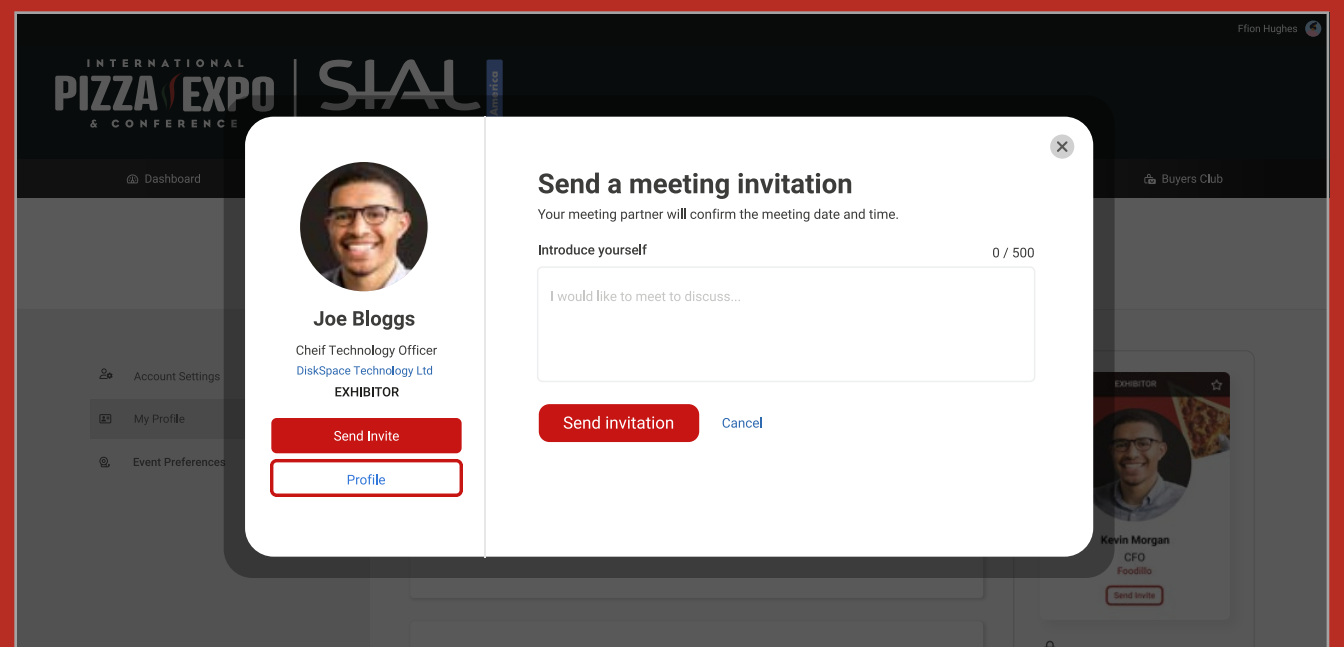 Ffion Hughes
INTERNATIONAL
PIZZA EXPO
& CONFERENCE
SIAL
America
Dashboard
Buyers Club
Send a meeting invitation
Your meeting partner will confirm the meeting date and time.
Introduce yourself
0 / 500
I would like to meet to discuss...
Send invitation
Cancel
Joe Bloggs
Cheif Technology Officer
DiskSpace Technology Ltd
EXHIBITOR
Send Invite
Profile
Account Settings
My Profile
Event Preferences
EXHIBITOR
Kevin Morgan
CFO
Foodillo
Send Invite